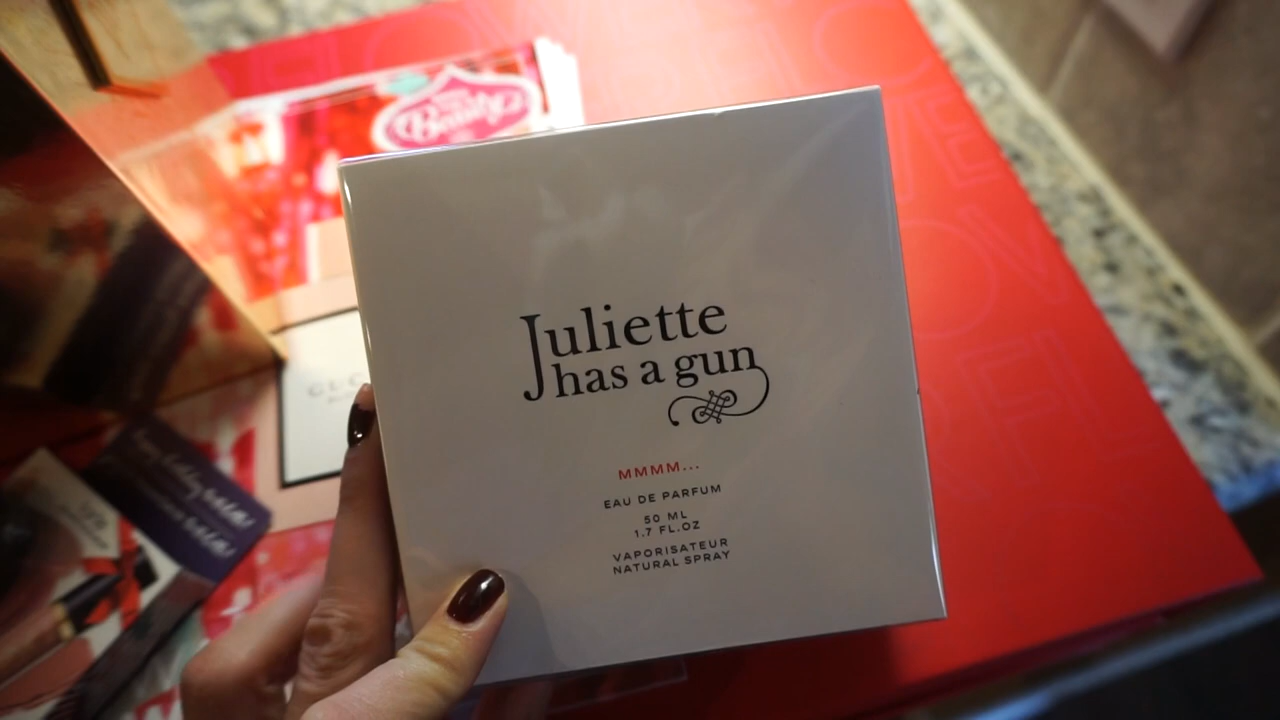 Beauty
Juliette
has a gun
MMMM...
EAU DE PARFUM
50 ML
1.7 FL.OZ
VAPORISATEUR
NATURAL SPRAY